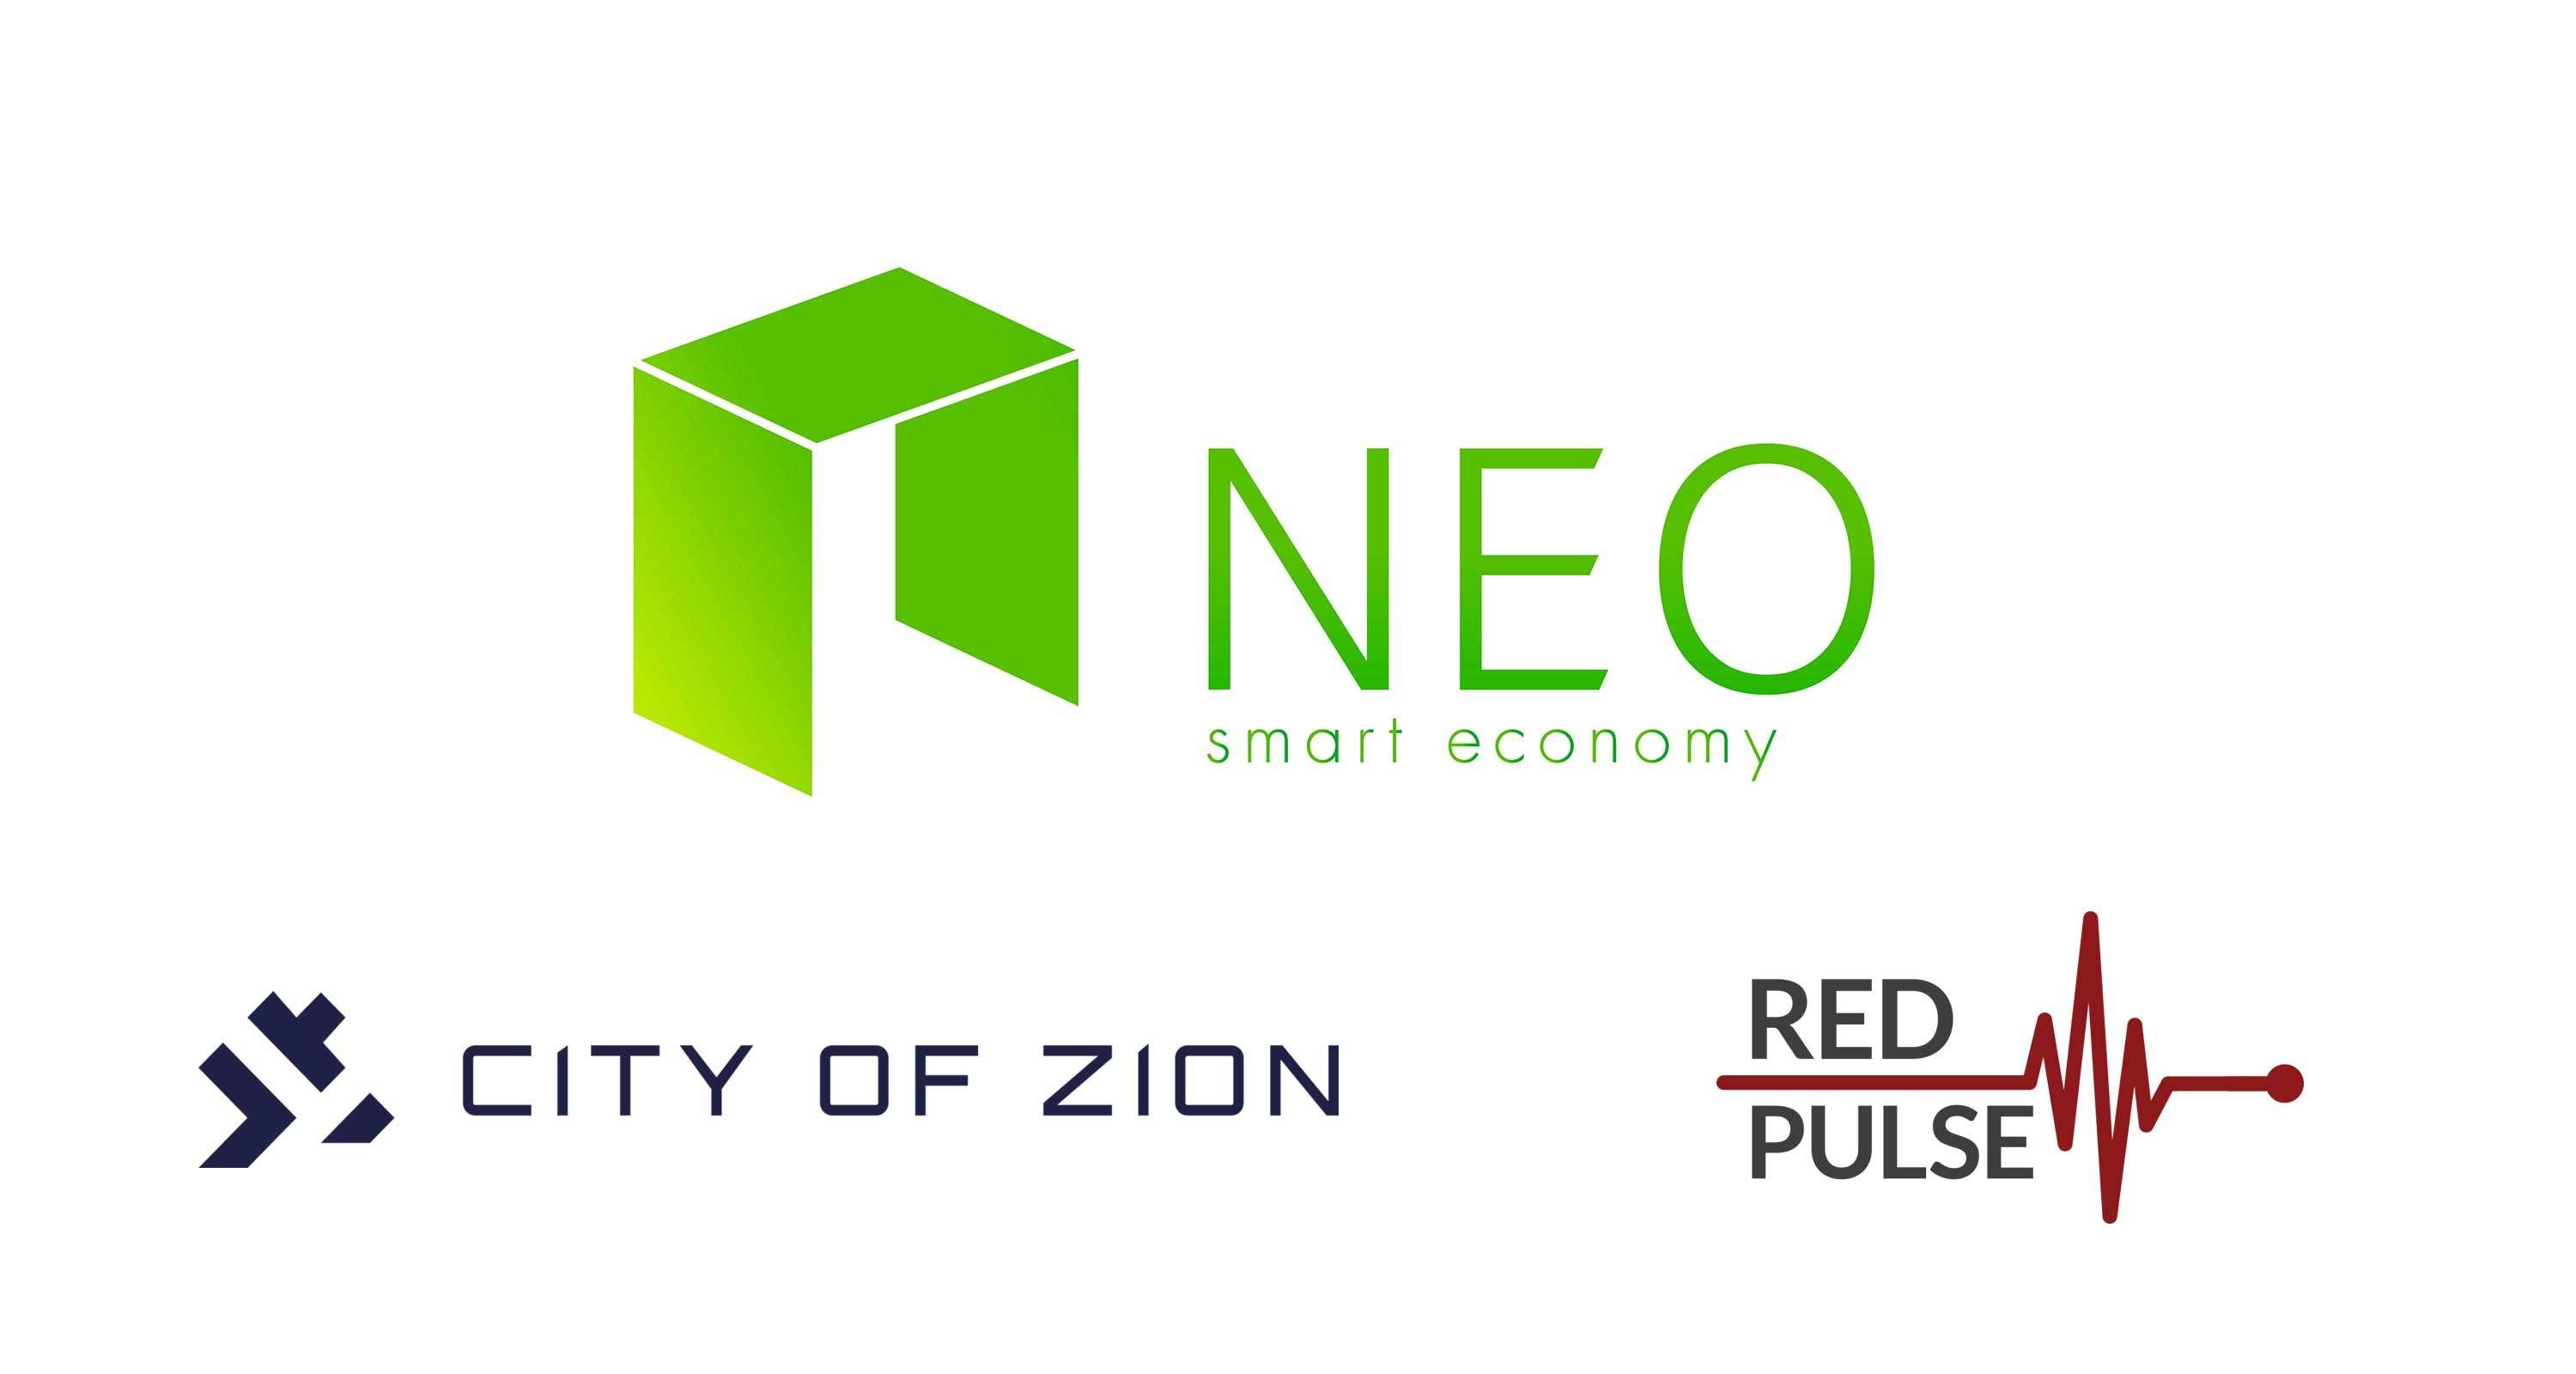 NEO
smart economy
CITY OF ZION
RED
PULSE